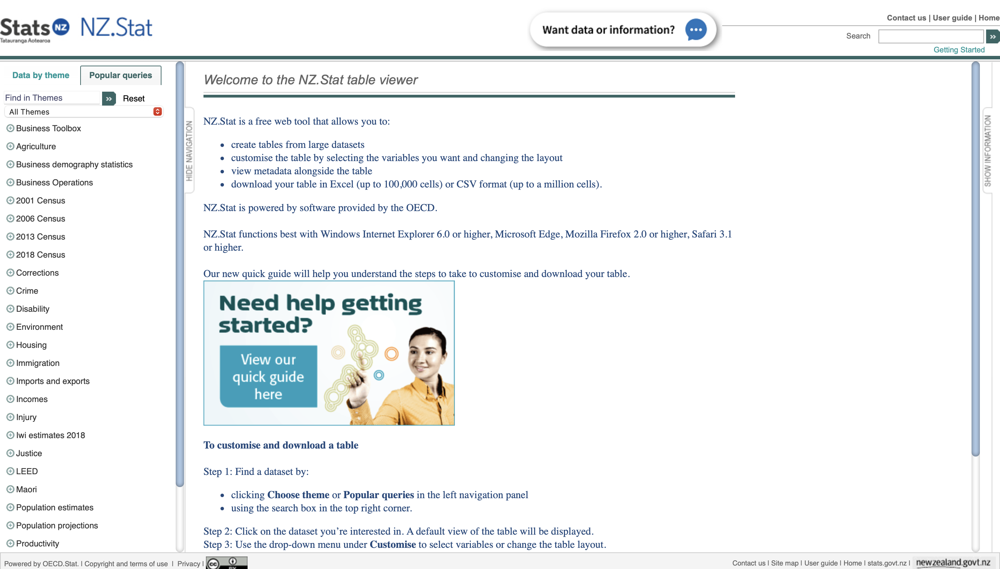 Stats NZ
Tatauranga Aotearoa
NZ.Stat
Want data or information?
Contact us | User guide | Home
Search
»
Getting Started
Data by theme
Popular queries
Find in Themes
»
Reset
All Themes
Business Toolbox
Agriculture
Business demography statistics
Business Operations
2001 Census
2006 Census
2013 Census
2018 Census
Corrections
Crime
Disability
Environment
Housing
Immigration
Imports and exports
Incomes
Injury
Iwi estimates 2018
Justice
LEED
Maori
Population estimates
Population projections
Productivity
HIDE NAVIGATION
Welcome to the NZ.Stat table viewer
NZ.Stat is a free web tool that allows you to:
• create tables from large datasets
• customise the table by selecting the variables you want and changing the layout
• view metadata alongside the table
• download your table in Excel (up to 100,000 cells) or CSV format (up to a million cells).
NZ.Stat is powered by software provided by the OECD.
NZ.Stat functions best with Windows Internet Explorer 6.0 or higher, Microsoft Edge, Mozilla Firefox 2.0 or higher, Safari 3.1
or higher.
Our new quick guide will help you understand the steps to take to customise and download your table.
Need help getting
started?
View our
quick guide
here
To customise and download a table
Step 1: Find a dataset by:
• clicking Choose theme or Popular queries in the left navigation panel
• using the search box in the top right corner.
Step 2: Click on the dataset you’re interested in. A default view of the table will be displayed.
Step 3: Use the drop-down menu under Customise to select variables or change the table layout.
SHOW INFORMATION
Powered by OECD.Stat. | Copyright and terms of use | Privacy |
cc
Contact us | Site map | User guide | Home | stats.govt.nz |
newzealand.govt.nz